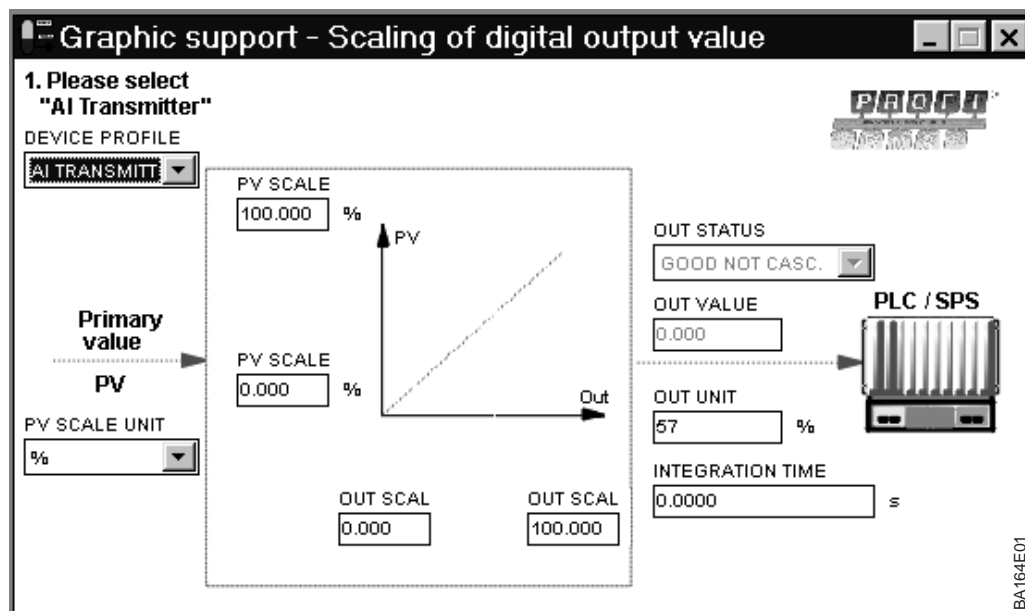 Graphic support - Scaling of digital output value
1. Please select
"AI Transmitter"
DEVICE PROFILE
AI TRANSMITT
PV SCALE
100.000 %
PV
PV SCALE
0.000 %
Out
OUT SCAL
0.000
OUT SCAL
100.000
Primary
value
PV
PV SCALE UNIT
%
OUT STATUS
GOOD NOT CASC.
OUT VALUE
0.000
OUT UNIT
57 %
INTEGRATION TIME
0.0000 s
PLC / SPS
PROFI
BA164E01